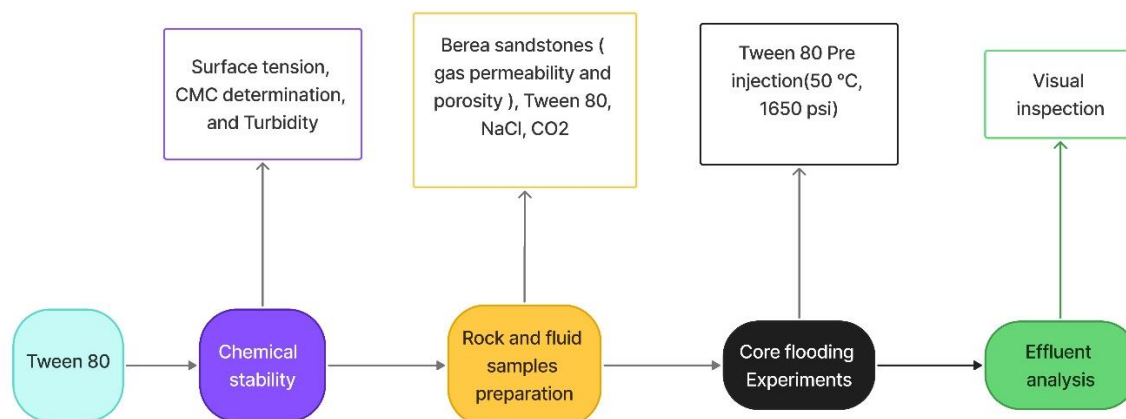 Surface tension,
CMC determination,
and Turbidity
Berea sandstones (
gas permeability and
porosity ), Tween 80,
NaCl, CO2
Tween 80 Pre
injection(50 °C,
1650 psi)
Visual
inspection
Tween 80
Chemical
stability
Rock and fluid
samples
preparation
Core flooding
Experiments
Effluent
analysis